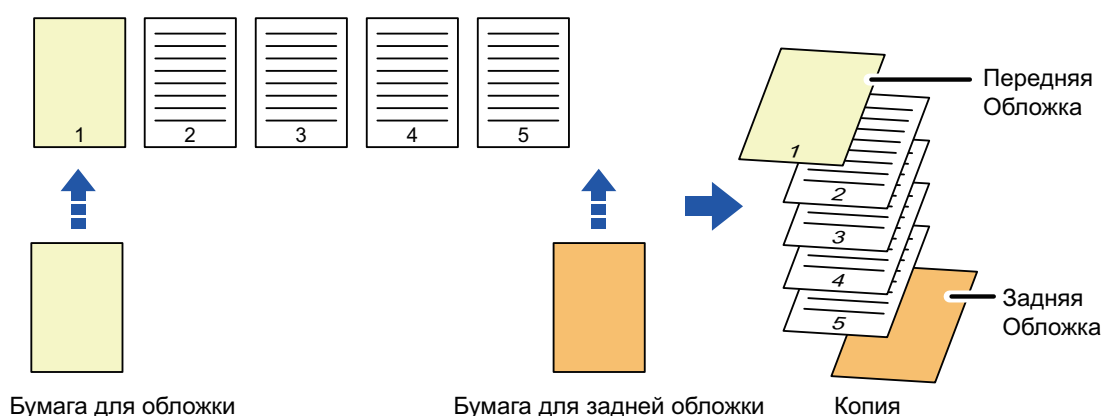 1 2 3 4 5
Передняя
Обложка
1
2
3
4
5
Задняя
Обложка
Бумага для обложки
Бумага для задней обложки
Копия